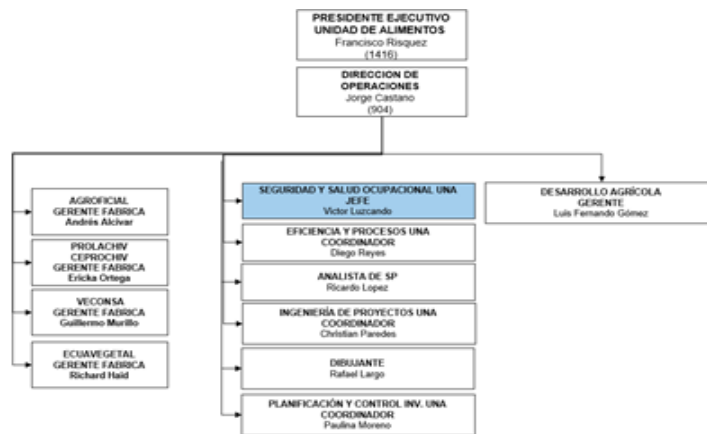 PRESIDENTE EJECUTIVO
UNIDAD DE ALIMENTOS
Francisco Risquez
(1416)
DIRECCION DE
OPERACIONES
Jorge Castano
(904)
AGROFICIAL
GERENTE FABRICA
Andrés Alcívar
PROLACHIV
CEPROCHIV
GERENTE FABRICA
Ericka Ortega
VECONSA
GERENTE FABRICA
Guillermo Murillo
ECUAVEGETAL
GERENTE FABRICA
Richard Haid
SEGURIDAD Y SALUD OCUPACIONAL UNA
JEFE
Victor Luzcando
EFICIENCIA Y PROCESOS UNA
COORDINADOR
Diego Reyes
ANALISTA DE SP
Ricardo Lopez
INGENIERÍA DE PROYECTOS UNA
COORDINADOR
Christian Paredes
DIBUJANTE
Rafael Largo
PLANIFICACIÓN Y CONTROL INV. UNA
COORDINADOR
Paulina Moreno
DESARROLLO AGRÍCOLA
GERENTE
Luis Fernando Gómez